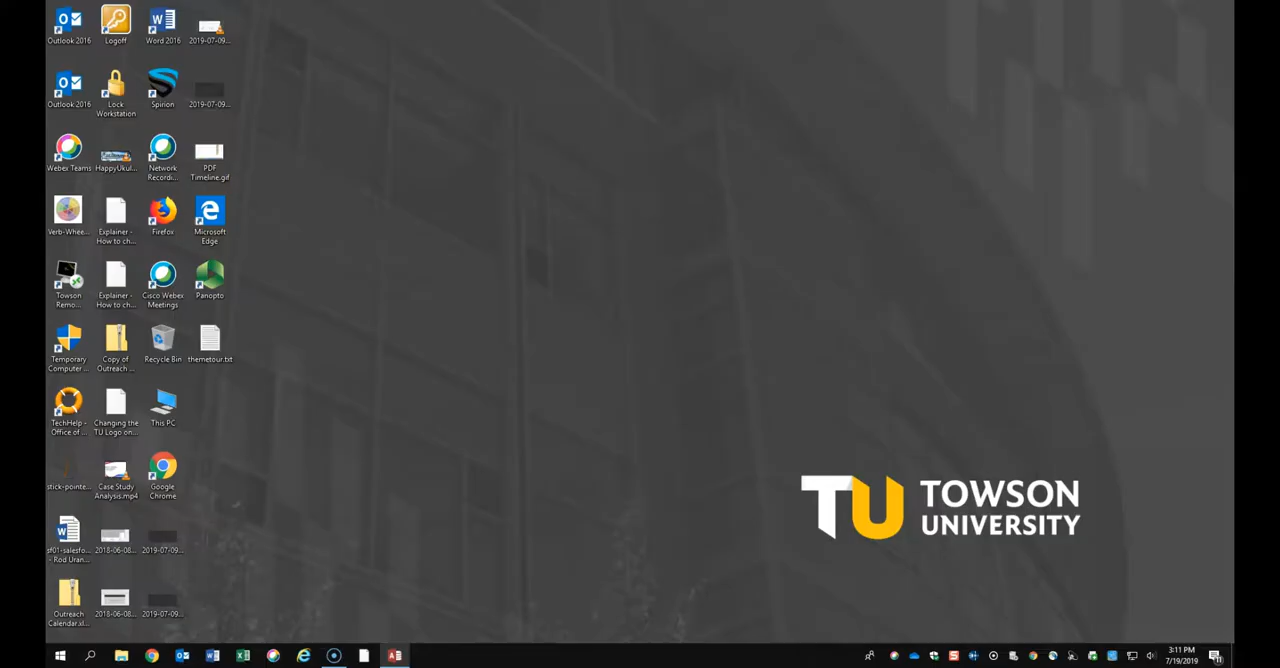 Outlook 2016
Logoff
Word 2016
2019-07-09...
Outlook 2016
Lock
Workstation
Spirion
2019-07-09...
Webex Teams
HappyUkul...
Network
Recordi...
PDF
Timeline.gif
Verb-Whee...
Explainer -
How to ch...
Firefox
Microsoft
Edge
Towson
Remo...
Explainer -
How to ch...
Cisco Webex
Meetings
Panopto
Temporary
Computer ...
Copy of
Outreach ...
Recycle Bin
themetour.txt
TechHelp -
Office of ...
Changing the
TU Logo on...
This PC
stick-pointe...
Case Study
Analysis.mp4
Google
Chrome
sf01-salesfo...
- Rod Uran...
2018-06-08...
2019-07-09...
Outreach
Calendar.xl...
2018-06-08...
2019-07-09...
TU TOWSON
UNIVERSITY
3:11 PM
7/19/2019